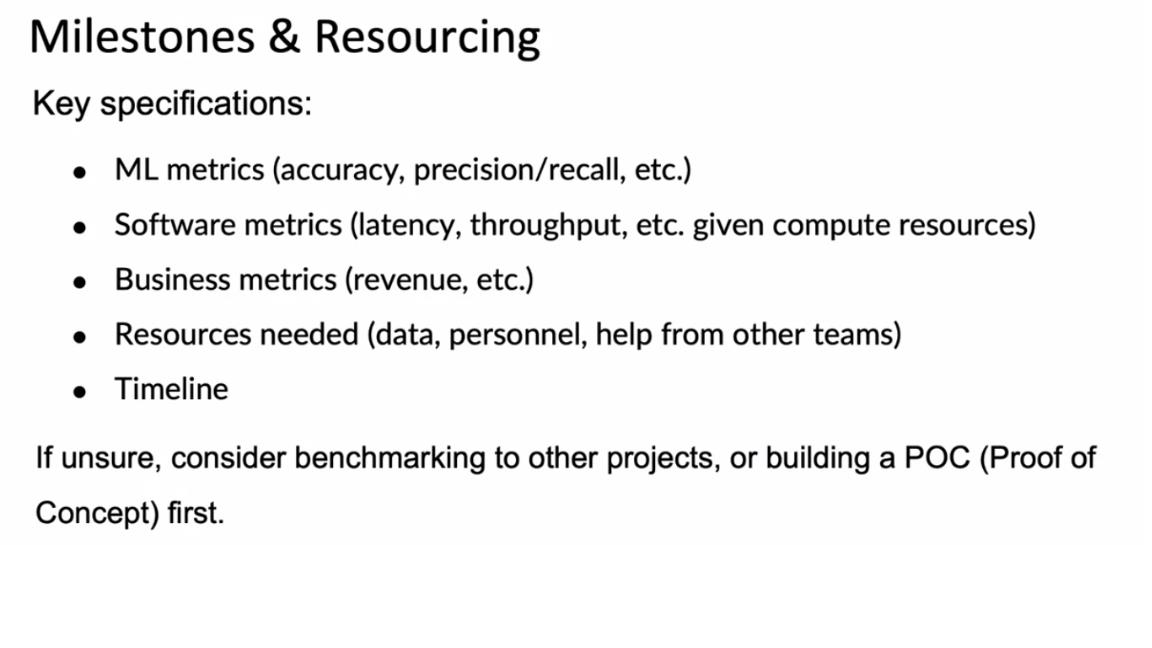 Milestones & Resourcing
Key specifications:
● ML metrics (accuracy, precision/recall, etc.)
● Software metrics (latency, throughput, etc. given compute resources)
● Business metrics (revenue, etc.)
● Resources needed (data, personnel, help from other teams)
● Timeline
If unsure, consider benchmarking to other projects, or building a POC (Proof of
Concept) first.